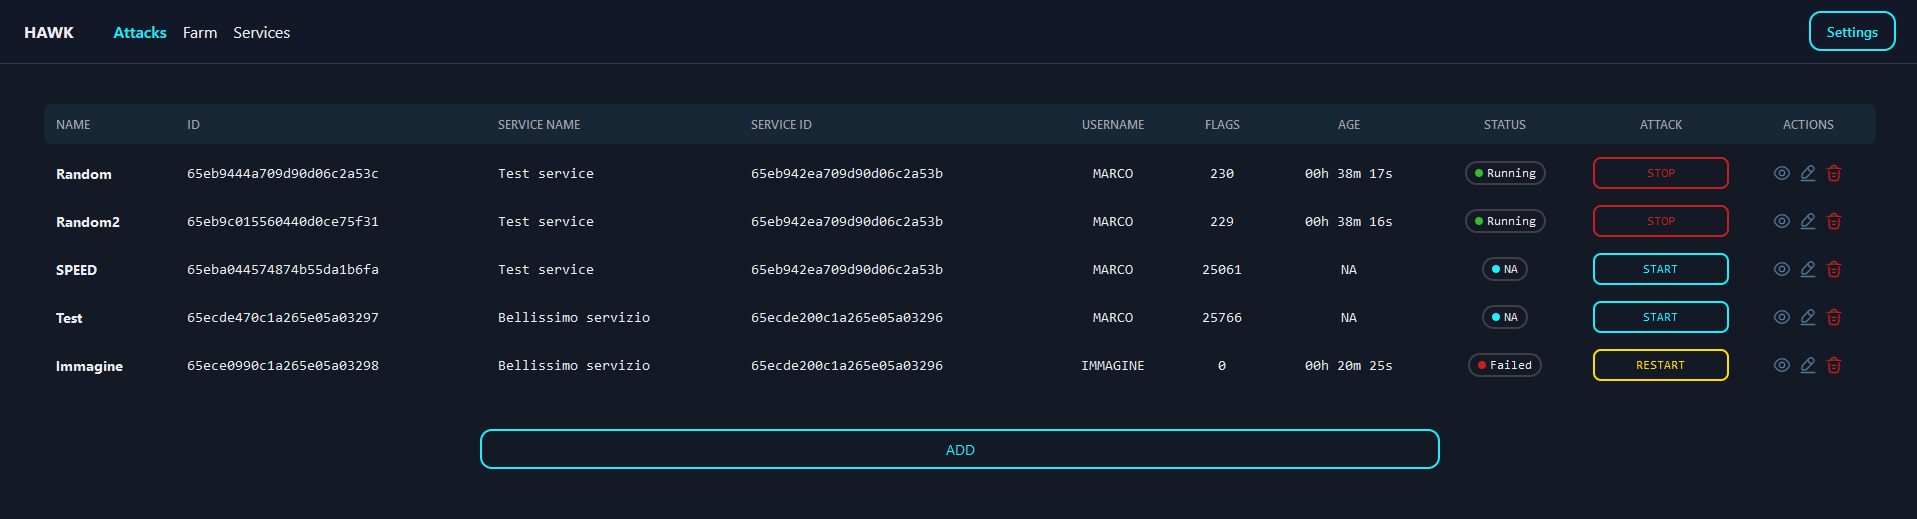 HAWK Attacks Farm Services Settings
NAME ID SERVICE NAME SERVICE ID USERNAME FLAGS AGE STATUS ATTACK ACTIONS
Random 65eb9444a709d90d06c2a53c Test service 65eb942ea709d90d06c2a53b MARCO 230 00h 38m 17s Running STOP
Random2 65eb9c015560440d0ce75f31 Test service 65eb942ea709d90d06c2a53b MARCO 229 00h 38m 16s Running STOP
SPEED 65eba044574874b55da1b6fa Test service 65eb942ea709d90d06c2a53b MARCO 25061 NA NA START
Test 65ecde470c1a265e05a03297 Bellissimo servizio 65ecde200c1a265e05a03296 MARCO 25766 NA NA START
Immagine 65ece0990c1a265e05a03298 Bellissimo servizio 65ecde200c1a265e05a03296 IMMAGINE 0 00h 20m 25s Failed RESTART
ADD